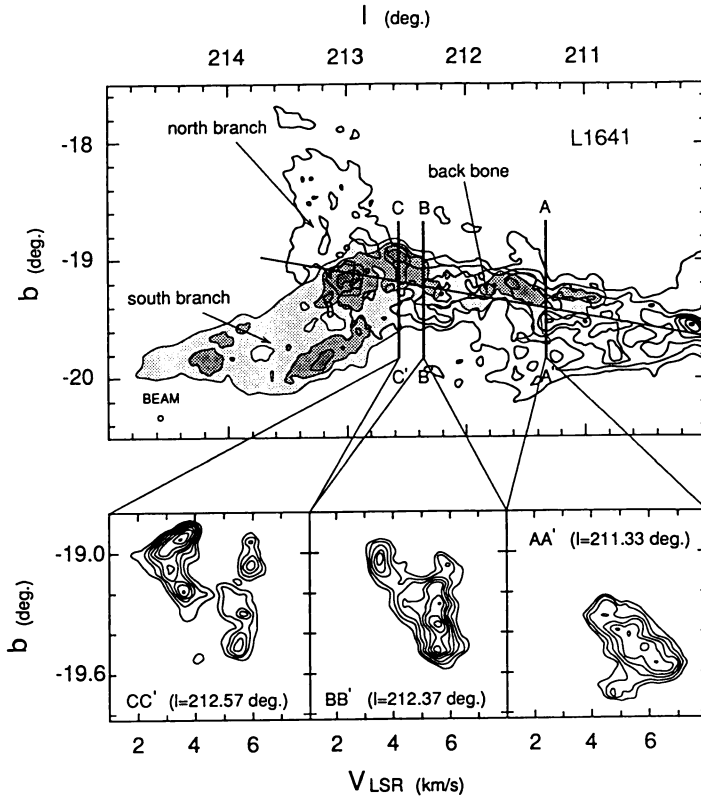 l (deg.)
214 213 212 211
L1641
north branch
back bone
-18
C B A
-19
b (deg.)
south branch
-20
C' B' A'
BEAM
-19.0
AA' (l=211.33 deg.)
b (deg.)
-19.6
CC' (l=212.57 deg.) BB' (l=212.37 deg.)
2 4 6 2 4 6 2 4 6
VLSR (km/s)